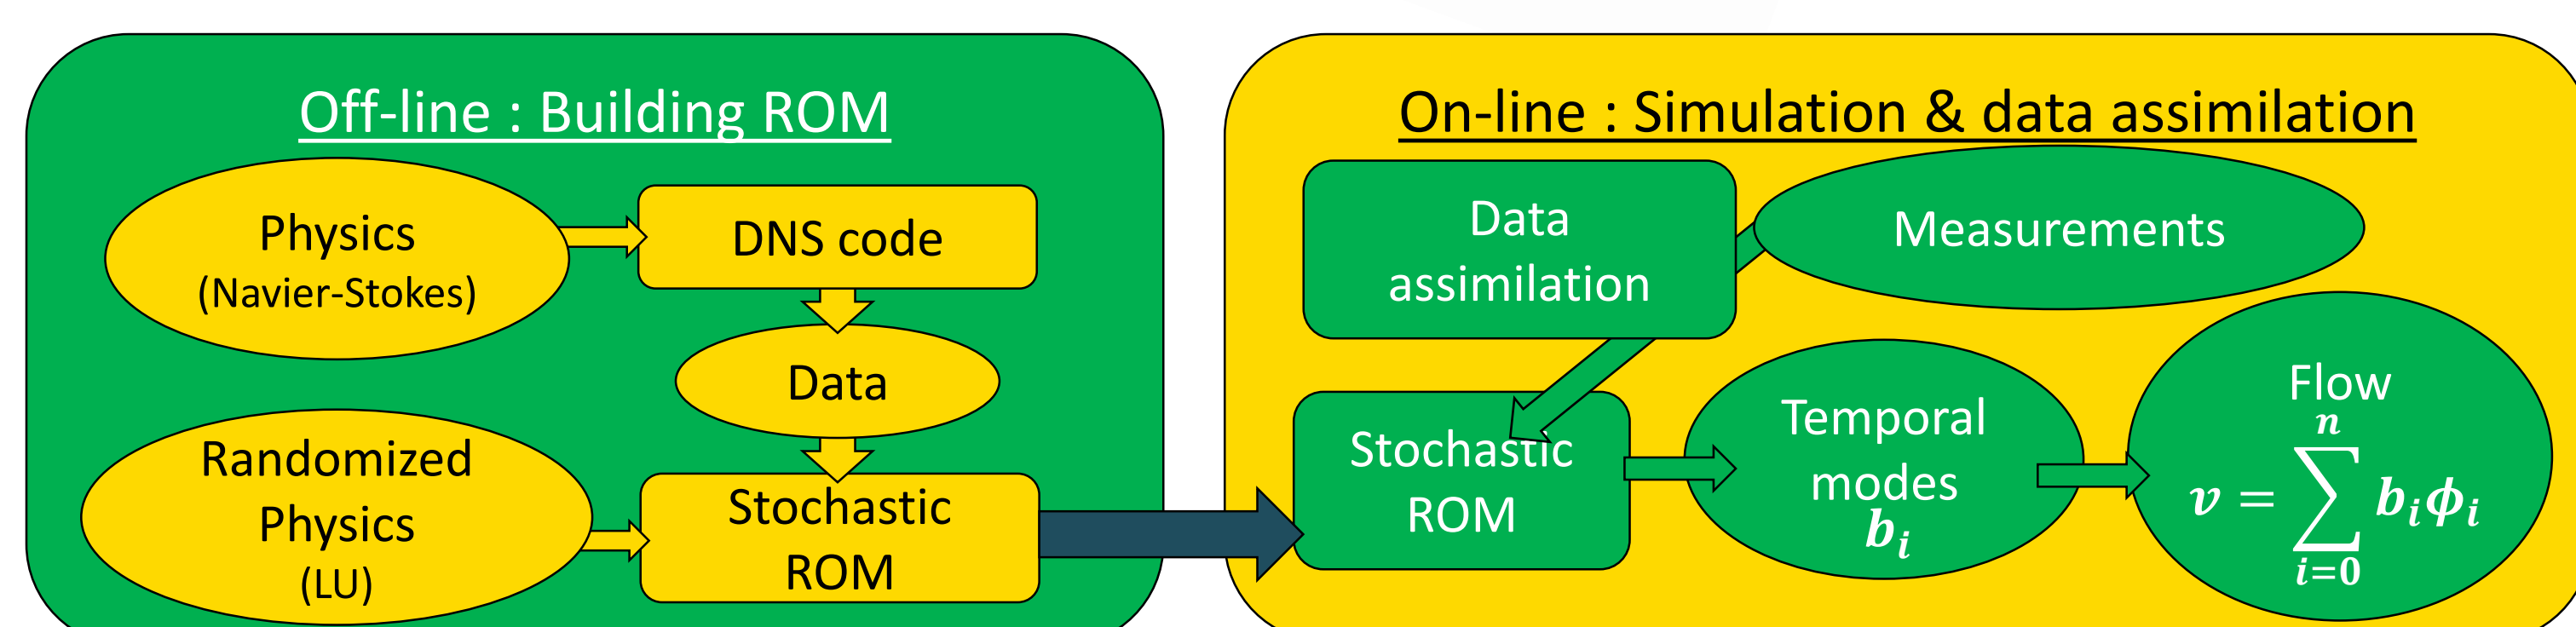 Off-line : Building ROM
Physics
(Navier-Stokes)
DNS code
Data
Randomized
Physics
(LU)
Stochastic
ROM
On-line : Simulation & data assimilation
Data
assimilation
Measurements
Stochastic
ROM
Temporal
modes
b_i
Flow
v = \sum_{i=0}^{n} b_i ϕ_i